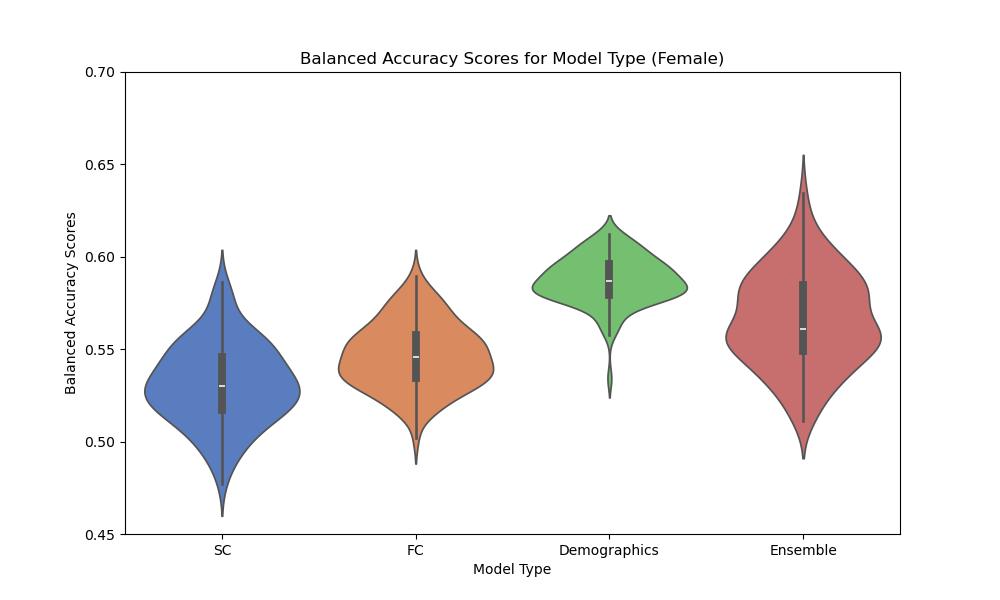 Balanced Accuracy Scores for Model Type (Female)
Balanced Accuracy Scores
0.70
0.65
0.60
0.55
0.50
0.45
SC FC Demographics Ensemble
Model Type